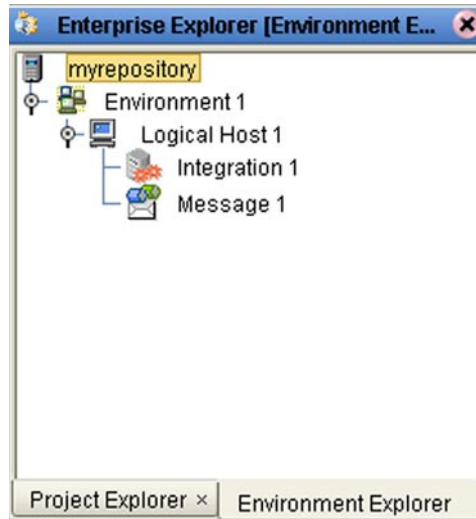 Enterprise Explorer [Environment E...
myrepository
Environment 1
Logical Host 1
Integration 1
Message 1
Project Explorer × Environment Explorer